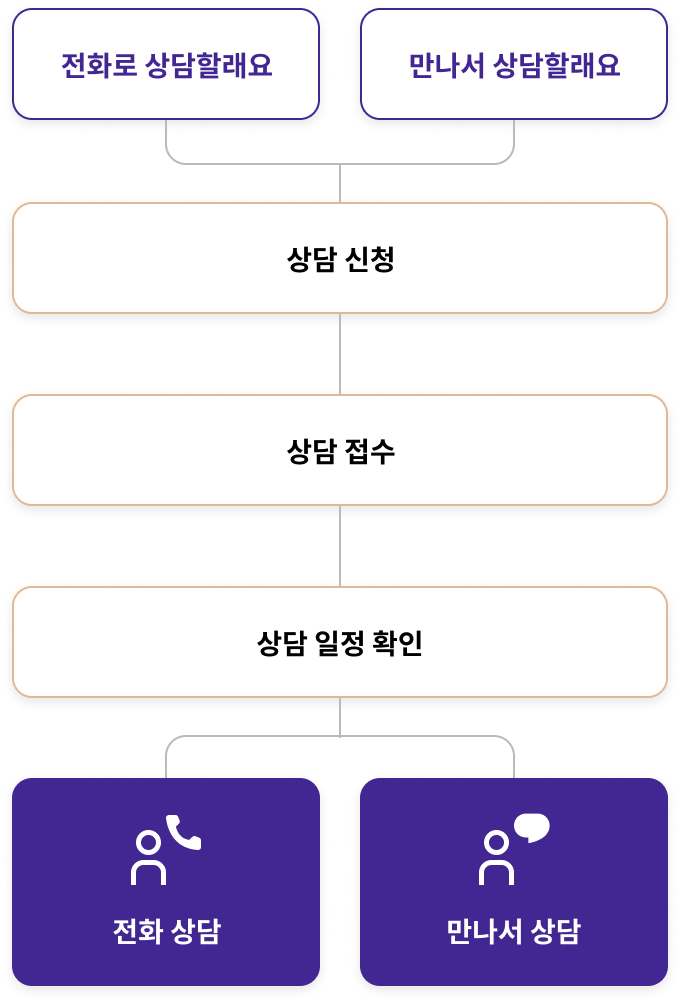 전화로 상담할래요
만나서 상담할래요
상담 신청
상담 접수
상담 일정 확인
전화 상담
만나서 상담